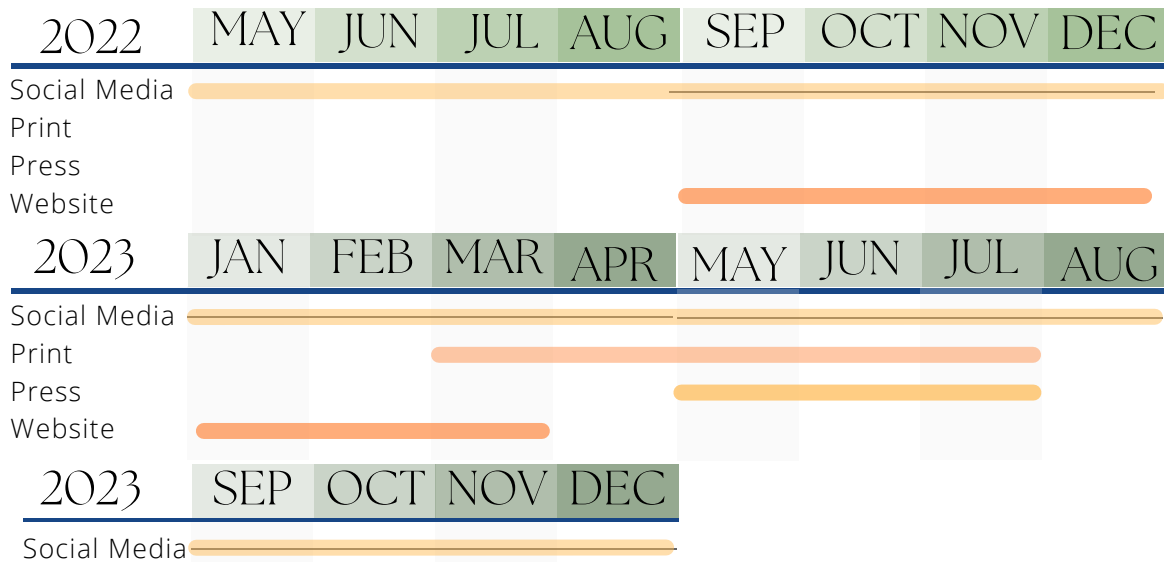 2022 MAY JUN JUL AUG SEP OCT NOV DEC
Social Media
Print
Press
Website
2023 JAN FEB MAR APR MAY JUN JUL AUG
Social Media
Print
Press
Website
2023 SEP OCT NOV DEC
Social Media